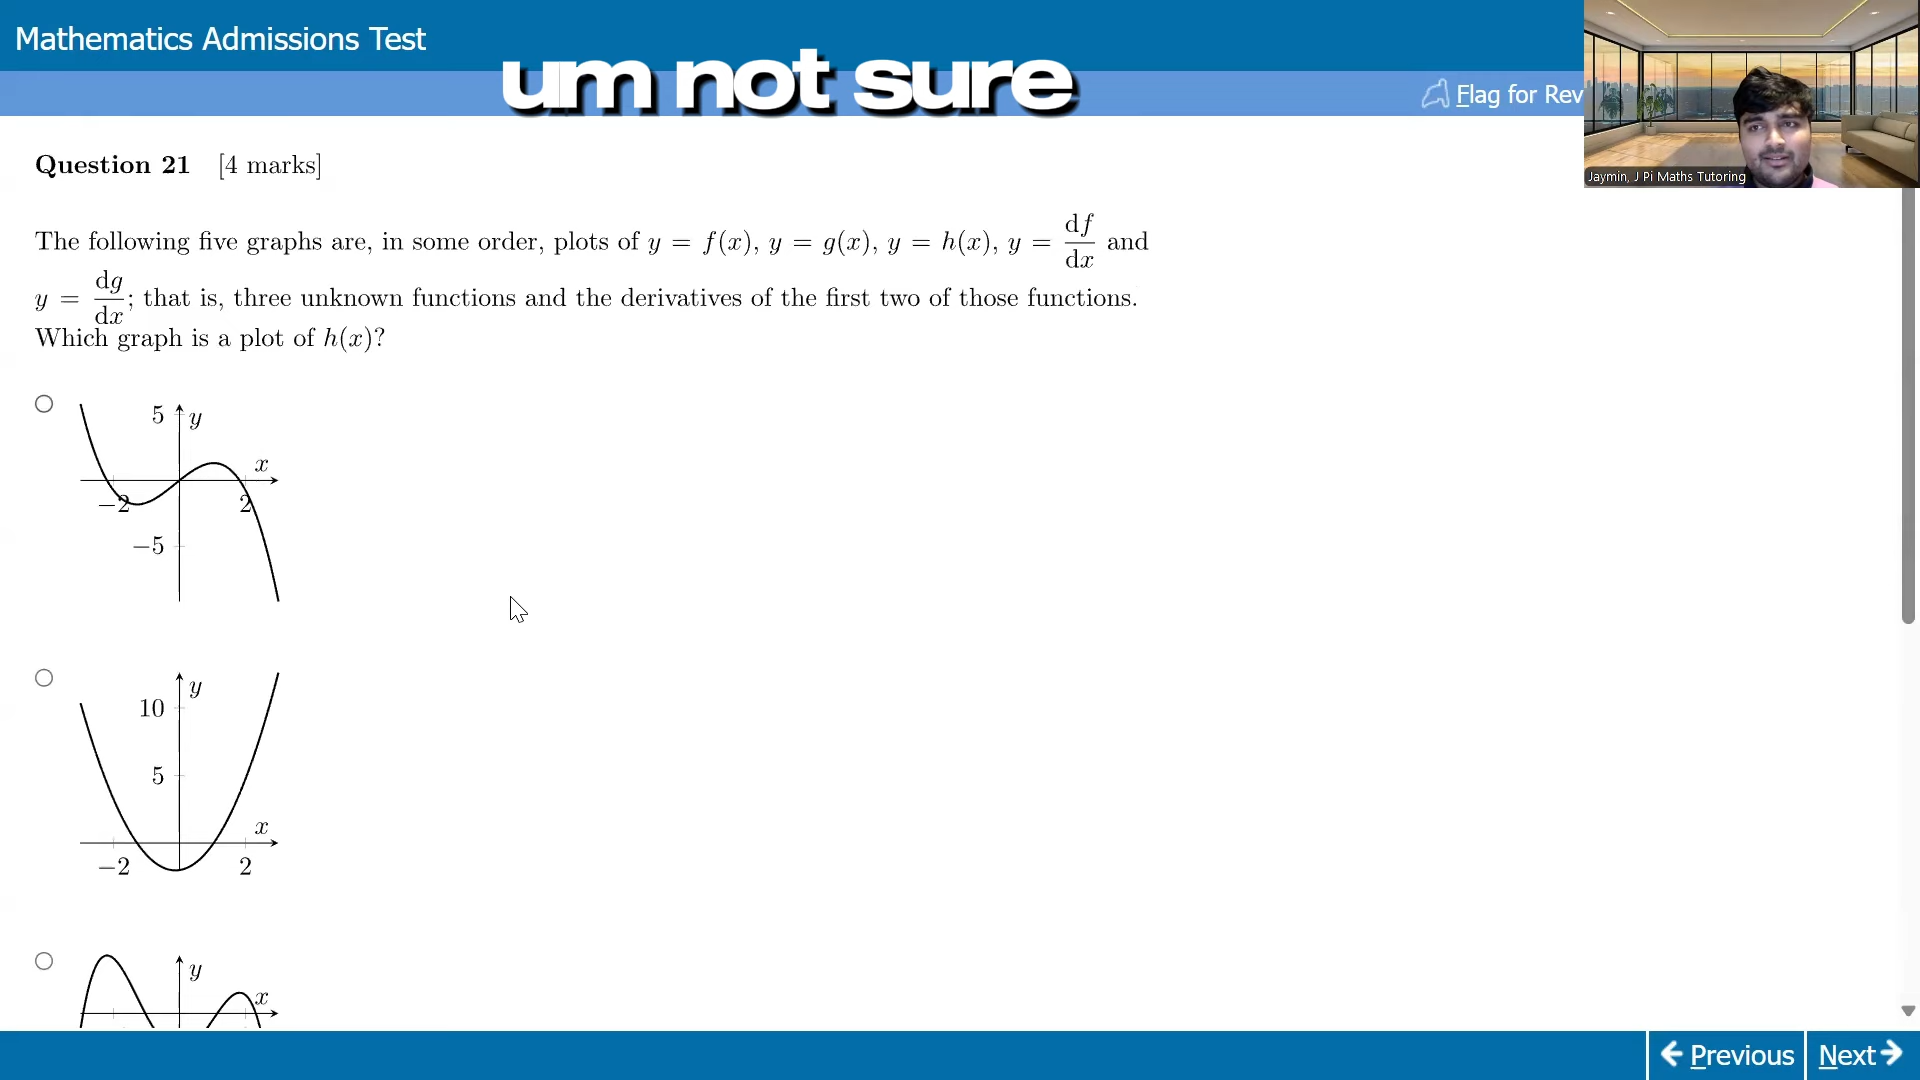 Mathematics Admissions Test
um not sure
Flag for Rev
Jaymin, J Pi Maths Tutoring
Question 21 [4 marks]
The following five graphs are, in some order, plots of y = f(x), y = g(x), y = h(x), y = df/dx and
y = dg/dx; that is, three unknown functions and the derivatives of the first two of those functions.
Which graph is a plot of h(x)?
5 y
x
−2 2
−5
y
10
5
x
−2 2
y
x
Previous Next